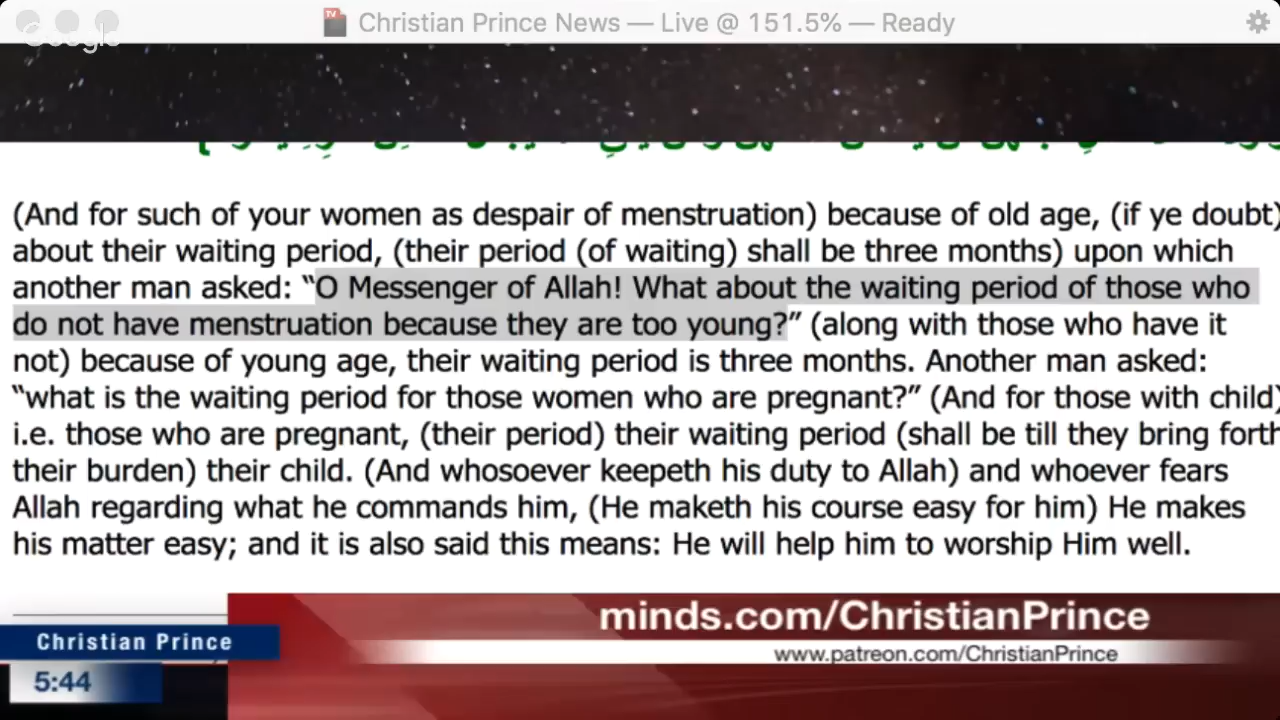 Christian Prince News — Live @ 151.5% — Ready
Google
(And for such of your women as despair of menstruation) because of old age, (if ye doubt)
about their waiting period, (their period (of waiting) shall be three months) upon which
another man asked: “O Messenger of Allah! What about the waiting period of those who
do not have menstruation because they are too young?” (along with those who have it
not) because of young age, their waiting period is three months. Another man asked:
“what is the waiting period for those women who are pregnant?” (And for those with child)
i.e. those who are pregnant, (their period) their waiting period (shall be till they bring forth
their burden) their child. (And whosoever keepeth his duty to Allah) and whoever fears
Allah regarding what he commands him, (He maketh his course easy for him) He makes
his matter easy; and it is also said this means: He will help him to worship Him well.
minds.com/ChristianPrince
Christian Prince
www.patreon.com/ChristianPrince
5:44